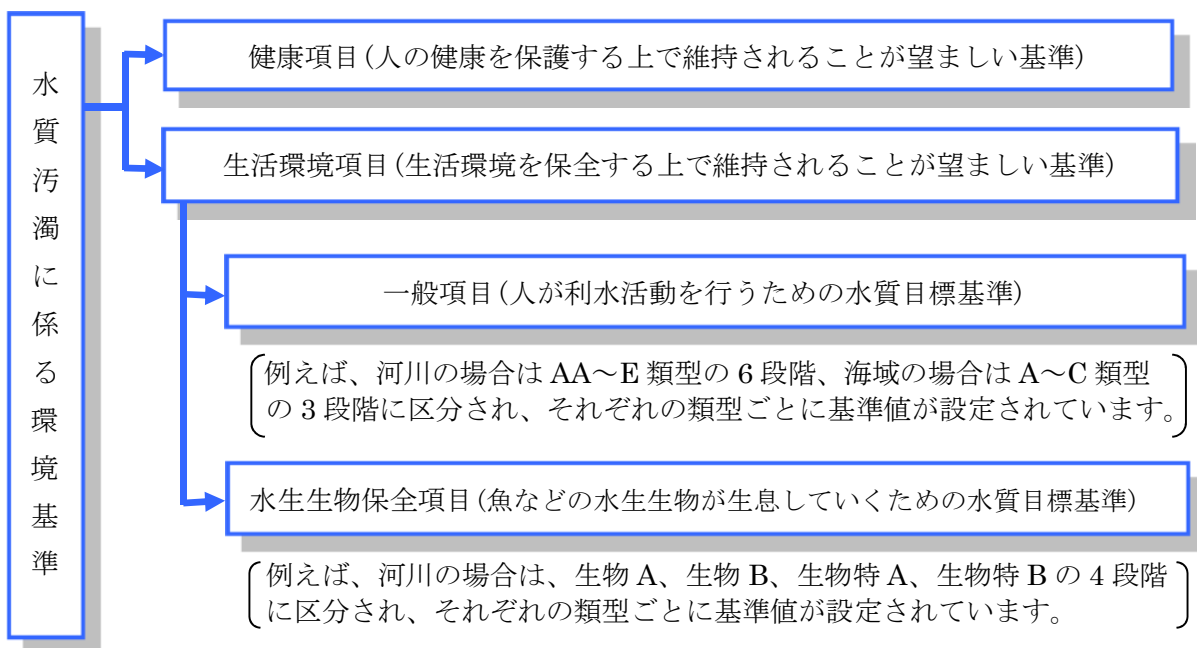 水質汚濁に係る環境基準
健康項目(人の健康を保護する上で維持されることが望ましい基準)
生活環境項目(生活環境を保全する上で維持されることが望ましい基準)
一般項目(人が利水活動を行うための水質目標基準)
例えば、河川の場合は AA～E 類型の 6 段階、海域の場合は A～C 類型
の 3 段階に区分され、それぞれの類型ごとに基準値が設定されています。
水生生物保全項目(魚などの水生生物が生息していくための水質目標基準)
例えば、河川の場合は、生物 A、生物 B、生物特 A、生物特 B の 4 段階
に区分され、それぞれの類型ごとに基準値が設定されています。